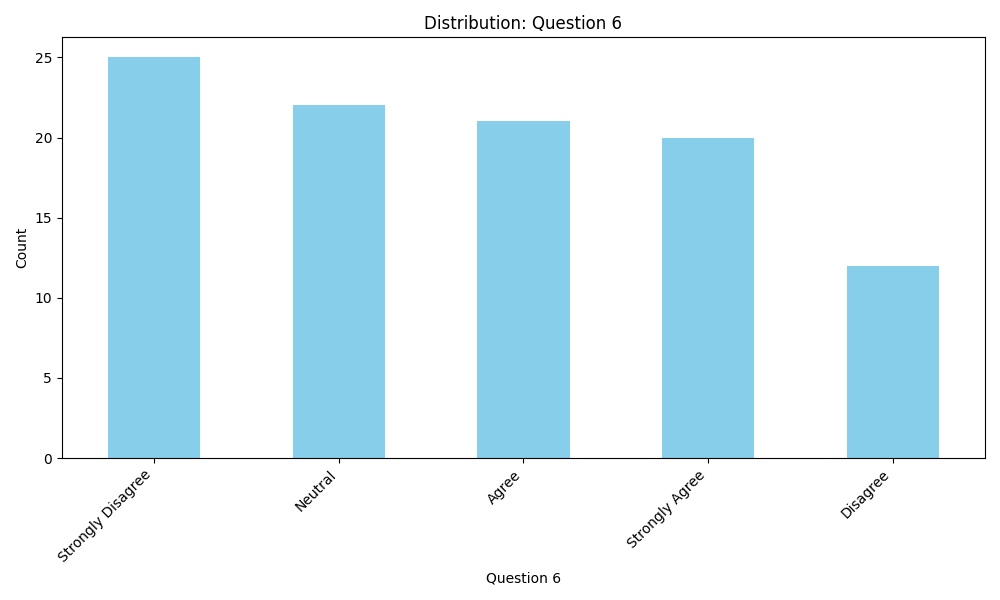 Distribution: Question 6
25
20
15
10
5
0
Count
Strongly Disagree
Neutral
Agree
Strongly Agree
Disagree
Question 6